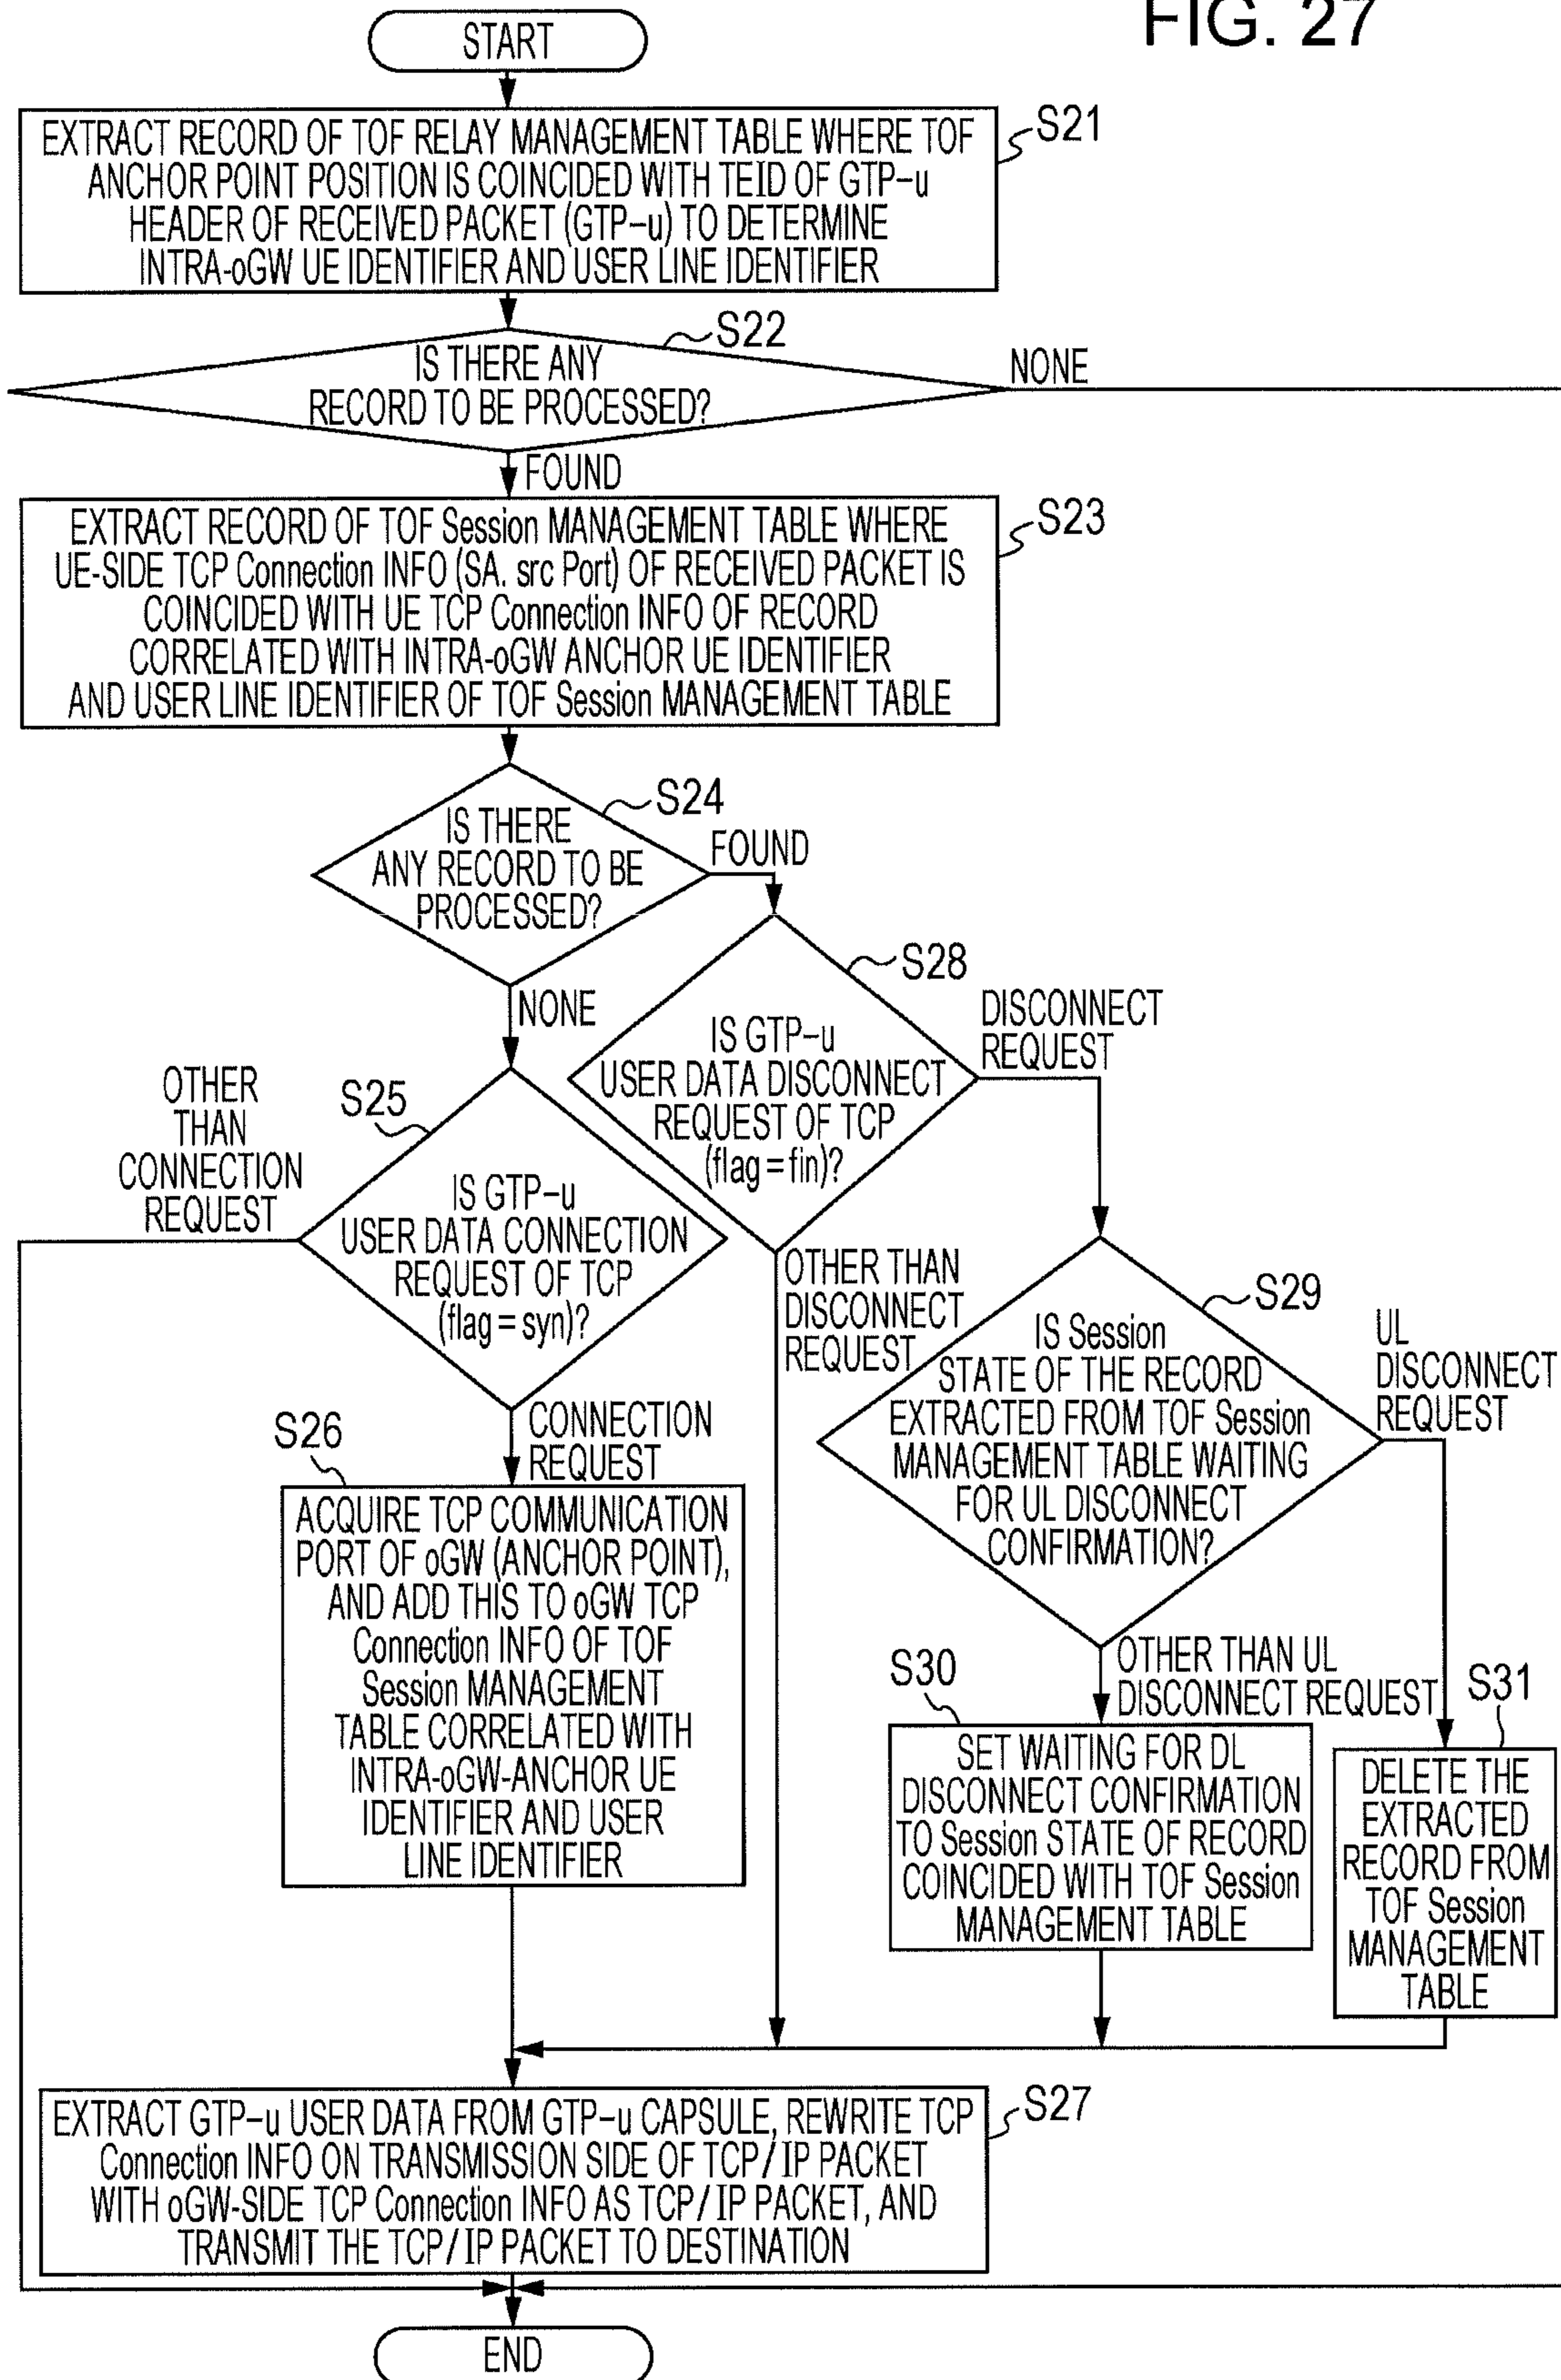 FIG. 27
START
S21
EXTRACT RECORD OF TOF RELAY MANAGEMENT TABLE WHERE TOF
ANCHOR POINT POSITION IS COINCIDED WITH TEID OF GTP-u
HEADER OF RECEIVED PACKET (GTP-u) TO DETERMINE
INTRA-oGW UE IDENTIFIER AND USER LINE IDENTIFIER
S22
IS THERE ANY
RECORD TO BE PROCESSED?
NONE
FOUND
S23
EXTRACT RECORD OF TOF Session MANAGEMENT TABLE WHERE
UE-SIDE TCP Connection INFO (SA. src Port) OF RECEIVED PACKET IS
COINCIDED WITH UE TCP Connection INFO OF RECORD
CORRELATED WITH INTRA-oGW ANCHOR UE IDENTIFIER
AND USER LINE IDENTIFIER OF TOF Session MANAGEMENT TABLE
S24
IS THERE
ANY RECORD TO BE
PROCESSED?
FOUND
NONE
S28
IS GTP-u
USER DATA DISCONNECT
REQUEST OF TCP
(flag = fin)?
DISCONNECT
REQUEST
OTHER THAN
DISCONNECT
REQUEST
S25
IS GTP-u
USER DATA CONNECTION
REQUEST OF TCP
(flag = syn)?
OTHER
THAN
CONNECTION
REQUEST
CONNECTION
REQUEST
S29
IS Session
STATE OF THE RECORD
EXTRACTED FROM TOF Session
MANAGEMENT TABLE WAITING
FOR UL DISCONNECT
CONFIRMATION?
UL
DISCONNECT
REQUEST
OTHER THAN UL
DISCONNECT REQUEST
S26
ACQUIRE TCP COMMUNICATION
PORT OF oGW (ANCHOR POINT),
AND ADD THIS TO oGW TCP
Connection INFO OF TOF
Session MANAGEMENT
TABLE CORRELATED WITH
INTRA-oGW-ANCHOR UE
IDENTIFIER AND USER
LINE IDENTIFIER
S30
SET WAITING FOR DL
DISCONNECT CONFIRMATION
TO Session STATE OF RECORD
COINCIDED WITH TOF Session
MANAGEMENT TABLE
S31
DELETE THE
EXTRACTED
RECORD FROM
TOF Session
MANAGEMENT
TABLE
S27
EXTRACT GTP-u USER DATA FROM GTP-u CAPSULE, REWRITE TCP
Connection INFO ON TRANSMISSION SIDE OF TCP/IP PACKET
WITH oGW-SIDE TCP Connection INFO AS TCP/IP PACKET, AND
TRANSMIT THE TCP/IP PACKET TO DESTINATION
END